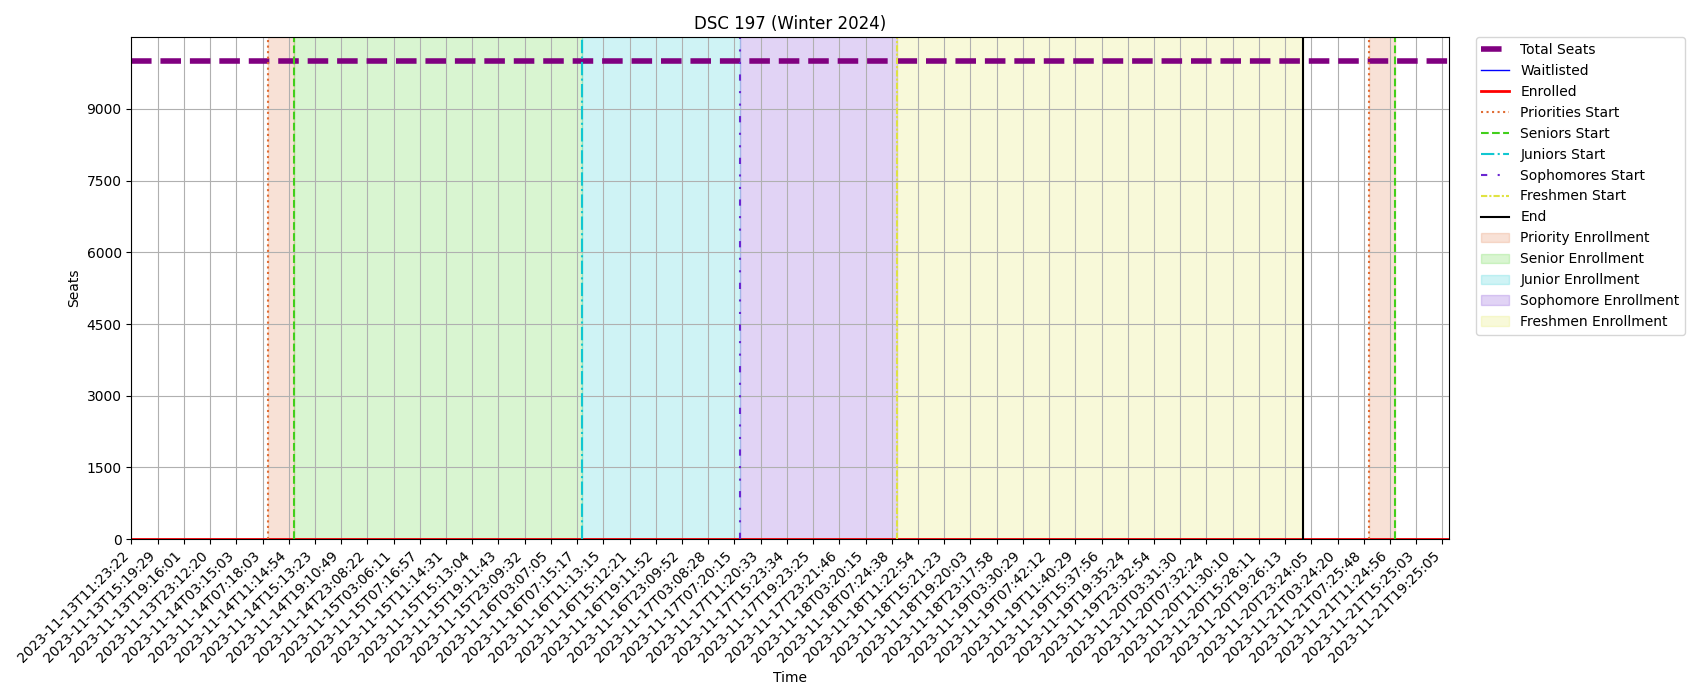 DSC 197 (Winter 2024)
Seats
9000
7500
6000
4500
3000
1500
0
2023-11-13T11:23:22
2023-11-13T15:19:29
2023-11-13T19:16:01
2023-11-13T23:12:20
2023-11-14T03:15:03
2023-11-14T07:18:03
2023-11-14T11:14:54
2023-11-14T15:13:23
2023-11-14T19:10:49
2023-11-14T23:08:22
2023-11-15T03:06:11
2023-11-15T07:16:57
2023-11-15T11:14:31
2023-11-15T15:13:04
2023-11-15T19:11:43
2023-11-15T23:09:32
2023-11-16T03:07:05
2023-11-16T07:15:17
2023-11-16T11:13:15
2023-11-16T15:12:21
2023-11-16T19:11:52
2023-11-16T23:09:52
2023-11-17T03:08:28
2023-11-17T07:20:15
2023-11-17T11:20:33
2023-11-17T15:23:34
2023-11-17T19:23:25
2023-11-17T23:21:46
2023-11-18T03:20:15
2023-11-18T07:24:38
2023-11-18T11:22:54
2023-11-18T15:21:23
2023-11-18T19:20:03
2023-11-18T23:17:58
2023-11-19T03:30:29
2023-11-19T07:42:12
2023-11-19T11:40:29
2023-11-19T15:37:56
2023-11-19T19:35:24
2023-11-19T23:32:54
2023-11-20T03:31:30
2023-11-20T07:32:24
2023-11-20T11:30:10
2023-11-20T15:28:11
2023-11-20T19:26:13
2023-11-20T23:24:05
2023-11-21T03:24:20
2023-11-21T07:25:48
2023-11-21T11:24:56
2023-11-21T15:25:03
2023-11-21T19:25:05
Time
Total Seats
Waitlisted
Enrolled
Priorities Start
Seniors Start
Juniors Start
Sophomores Start
Freshmen Start
End
Priority Enrollment
Senior Enrollment
Junior Enrollment
Sophomore Enrollment
Freshmen Enrollment